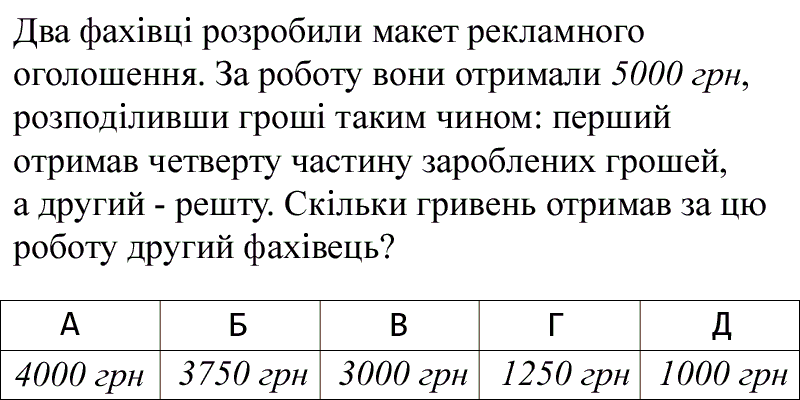 Два фахівці розробили макет рекламного
оголошення. За роботу вони отримали 5000 грн,
розподіливши гроші таким чином: перший
отримав четверту частину зароблених грошей,
а другий - решту. Скільки гривень отримав за цю
роботу другий фахівець?
А Б В Г Д
4000 грн 3750 грн 3000 грн 1250 грн 1000 грн